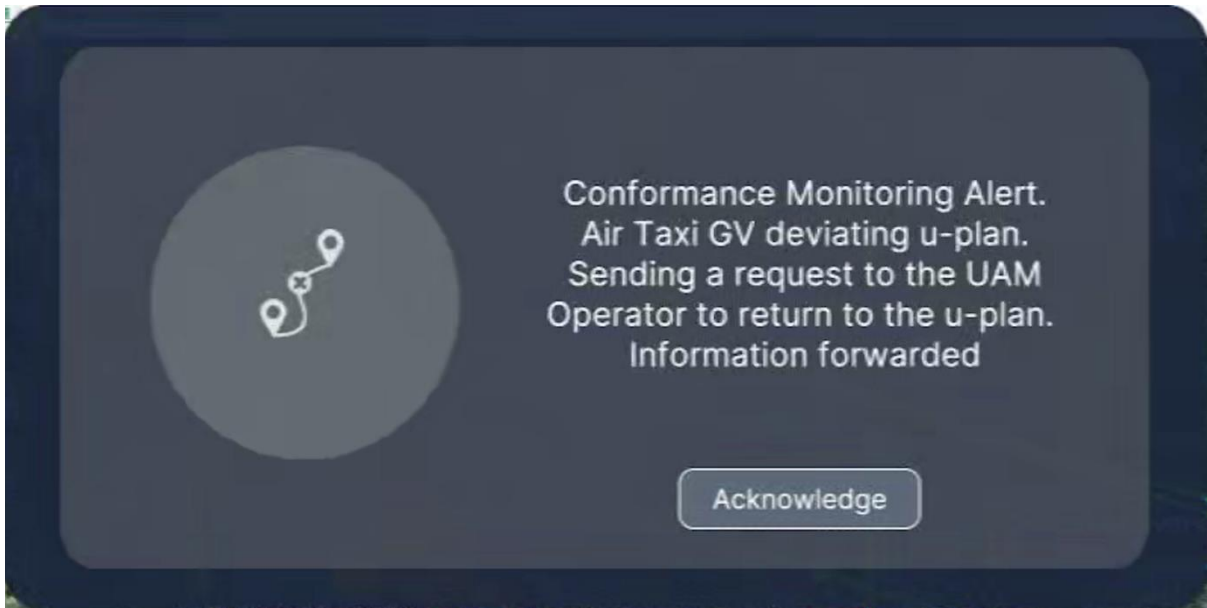 Conformance Monitoring Alert.
Air Taxi GV deviating u-plan.
Sending a request to the UAM
Operator to return to the u-plan.
Information forwarded
Acknowledge